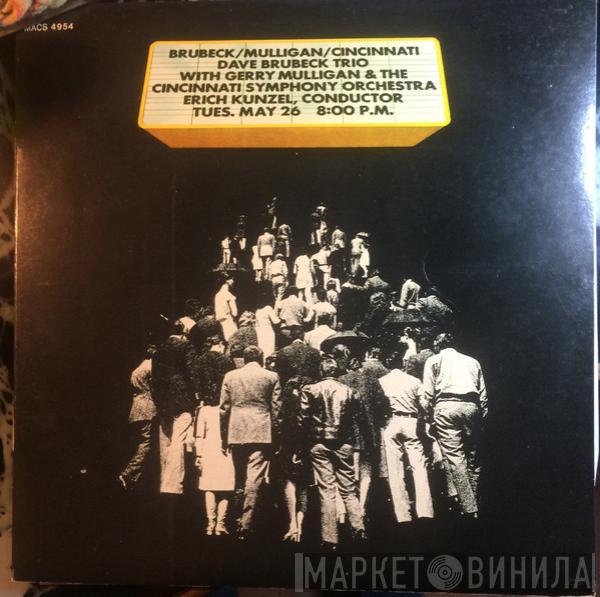 MACS 4954
BRUBECK/MULLIGAN/CINCINNATI
DAVE BRUBECK TRIO
WITH GERRY MULLIGAN & THE
CINCINNATI SYMPHONY ORCHESTRA
ERICH KUNZEL, CONDUCTOR
TUES. MAY 26 8:00 P.M.
МАРКЕТ ВИНИЛА